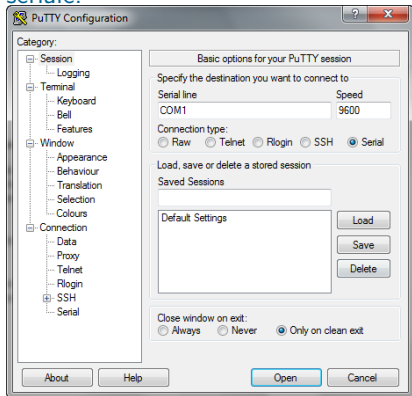 seriale.
PuTTY Configuration
Category:
Session
Logging
Terminal
Keyboard
Bell
Features
Window
Appearance
Behaviour
Translation
Selection
Colours
Connection
Data
Proxy
Telnet
Rlogin
SSH
Serial
Basic options for your PuTTY session
Specify the destination you want to connect to
Serial line Speed
COM1 9600
Connection type:
Raw Telnet Rlogin SSH Serial
Load, save or delete a stored session
Saved Sessions
Default Settings
Load
Save
Delete
Close window on exit:
Always Never Only on clean exit
About Help Open Cancel